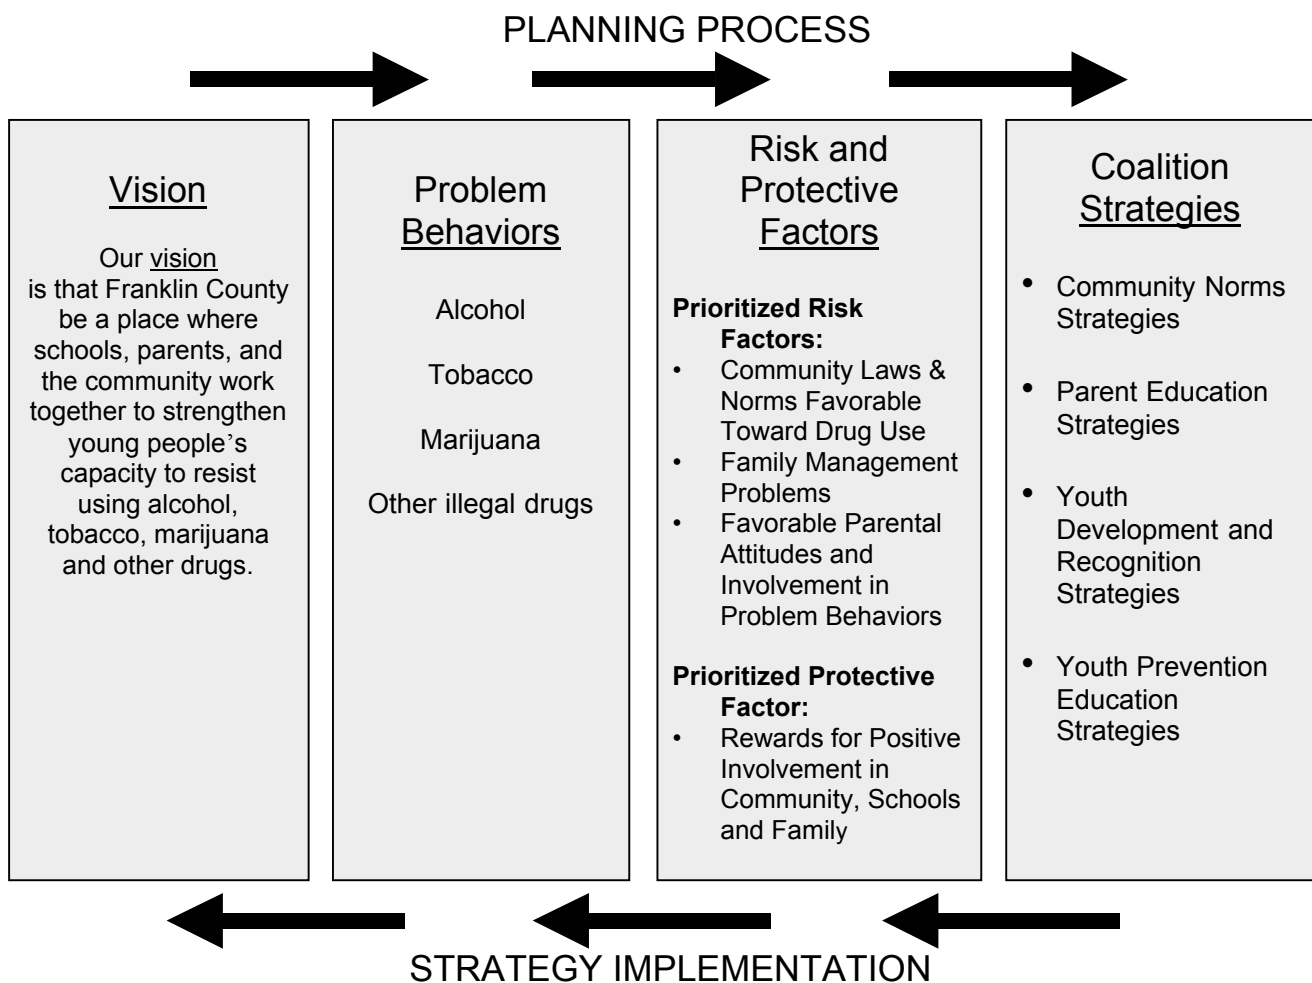 PLANNING PROCESS
Vision
Our vision
is that Franklin County
be a place where
schools, parents, and
the community work
together to strengthen
young people’s
capacity to resist
using alcohol,
tobacco, marijuana
and other drugs.
Problem
Behaviors
Alcohol
Tobacco
Marijuana
Other illegal drugs
Risk and
Protective
Factors
Prioritized Risk
Factors:
• Community Laws &
Norms Favorable
Toward Drug Use
• Family Management
Problems
• Favorable Parental
Attitudes and
Involvement in
Problem Behaviors
Prioritized Protective
Factor:
• Rewards for Positive
Involvement in
Community, Schools
and Family
Coalition
Strategies
• Community Norms
Strategies
• Parent Education
Strategies
• Youth
Development and
Recognition
Strategies
• Youth Prevention
Education
Strategies
STRATEGY IMPLEMENTATION